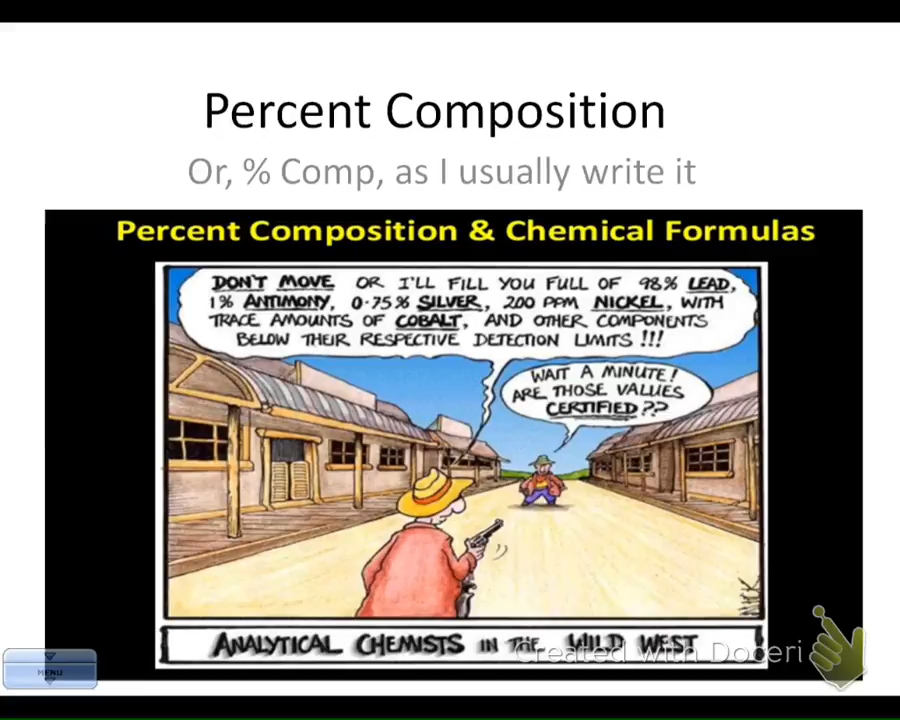 Percent Composition
Or, % Comp, as I usually write it
Percent Composition & Chemical Formulas
DON'T MOVE OR I'LL FILL YOU FULL OF 98% LEAD,
1% ANTIMONY, 0.75% SILVER, 200 PPM NICKEL, WITH
TRACE AMOUNTS OF COBALT, AND OTHER COMPONENTS
BELOW THEIR RESPECTIVE DETECTION LIMITS !!!
WAIT A MINUTE!
ARE THOSE VALUES
CERTIFIED??
ANALYTICAL CHEMISTS IN THE WILD WEST
Created with Doceri
MENU